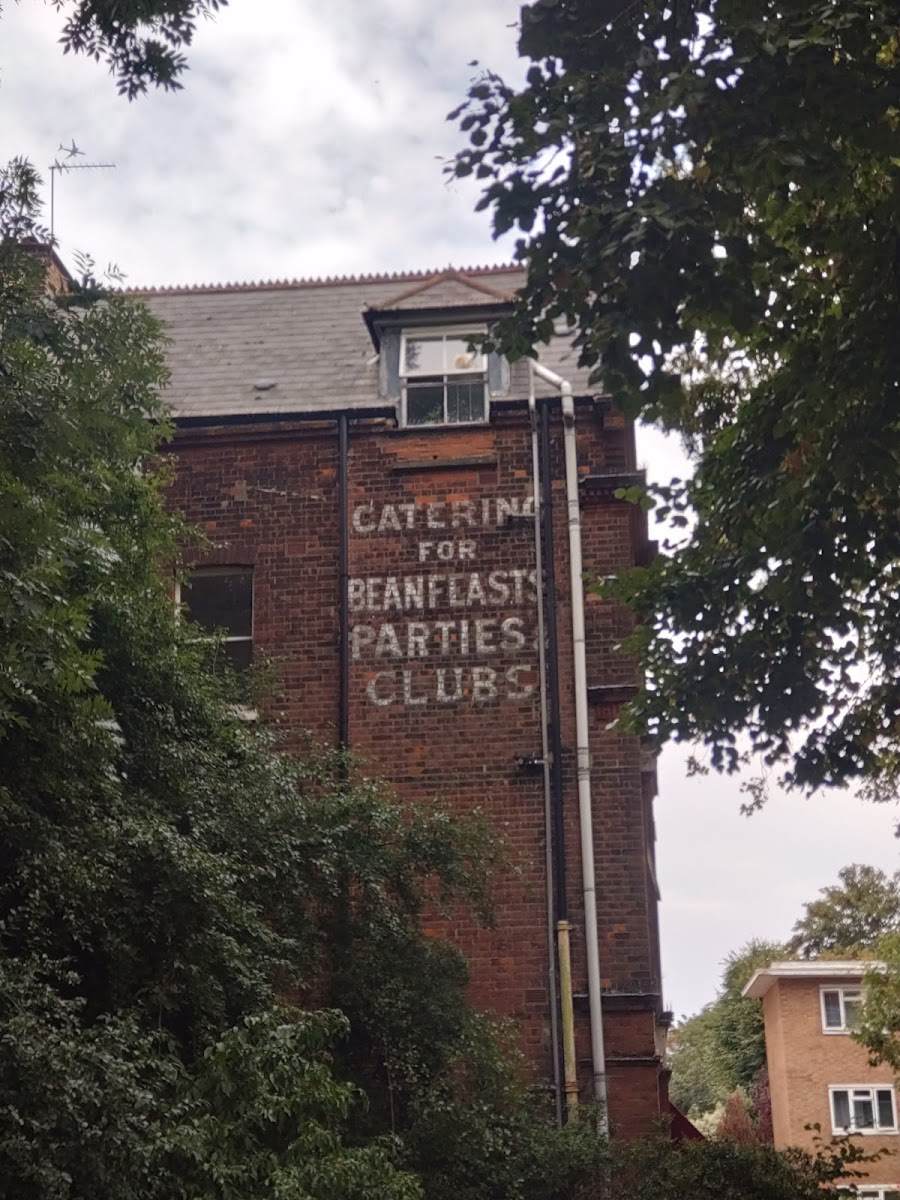 CATERING
FOR
BEANFEASTS
PARTIES &
CLUBS